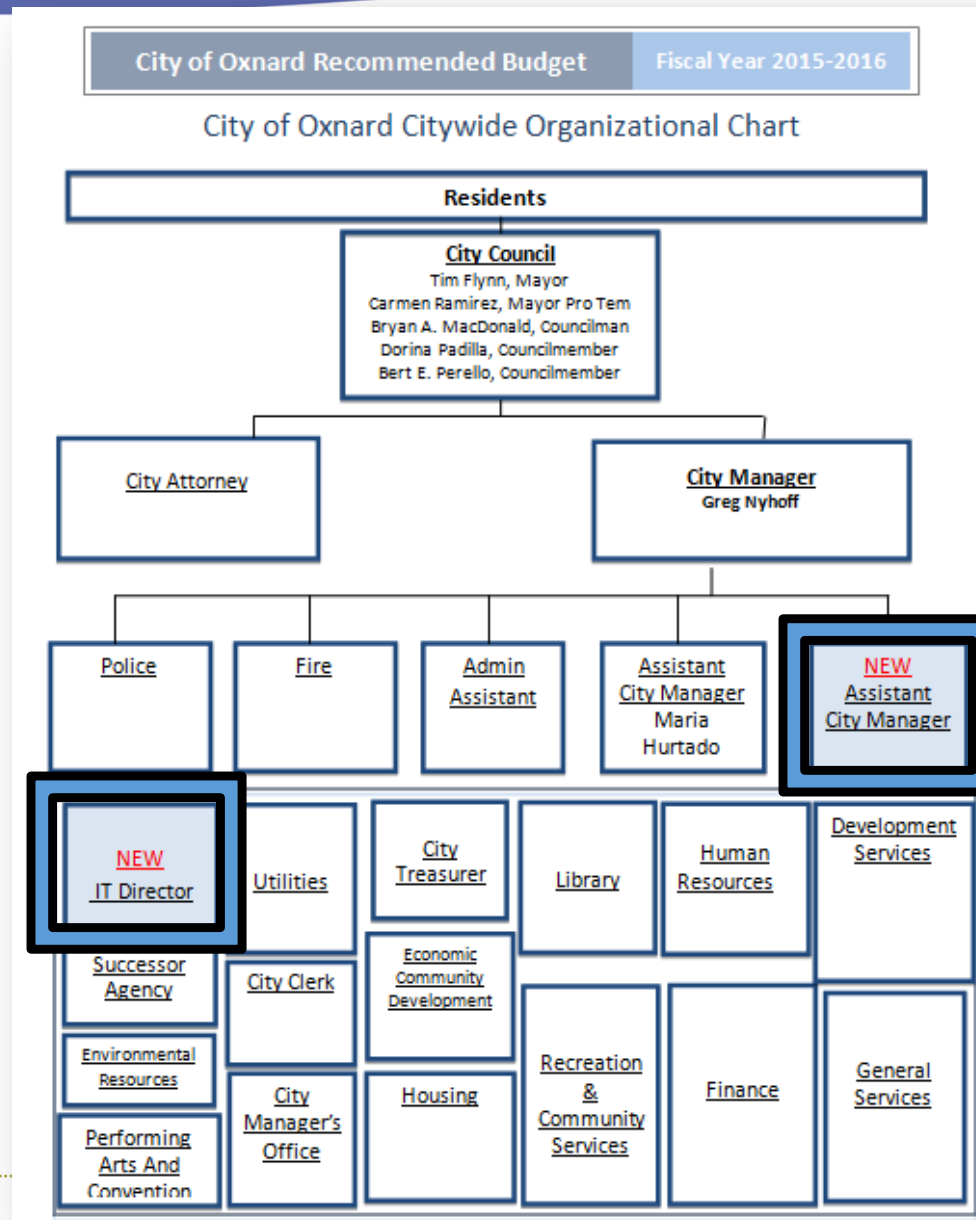 City of Oxnard Recommended Budget
Fiscal Year 2015-2016
City of Oxnard Citywide Organizational Chart
Residents
City Council
Tim Flynn, Mayor
Carmen Ramirez, Mayor Pro Tem
Bryan A. MacDonald, Councilman
Dorina Padilla, Councilmember
Bert E. Perello, Councilmember
City Attorney
City Manager
Greg Nyhoff
Police
Fire
Admin
Assistant
Assistant
City Manager
Maria
Hurtado
NEW
Assistant
City Manager
NEW
IT Director
Utilities
City
Treasurer
Library
Human
Resources
Development
Services
Successor
Agency
City Clerk
Economic
Community
Development
Environmental
Resources
City
Manager's
Office
Housing
Recreation
&
Community
Services
Finance
General
Services
Performing
Arts And
Convention